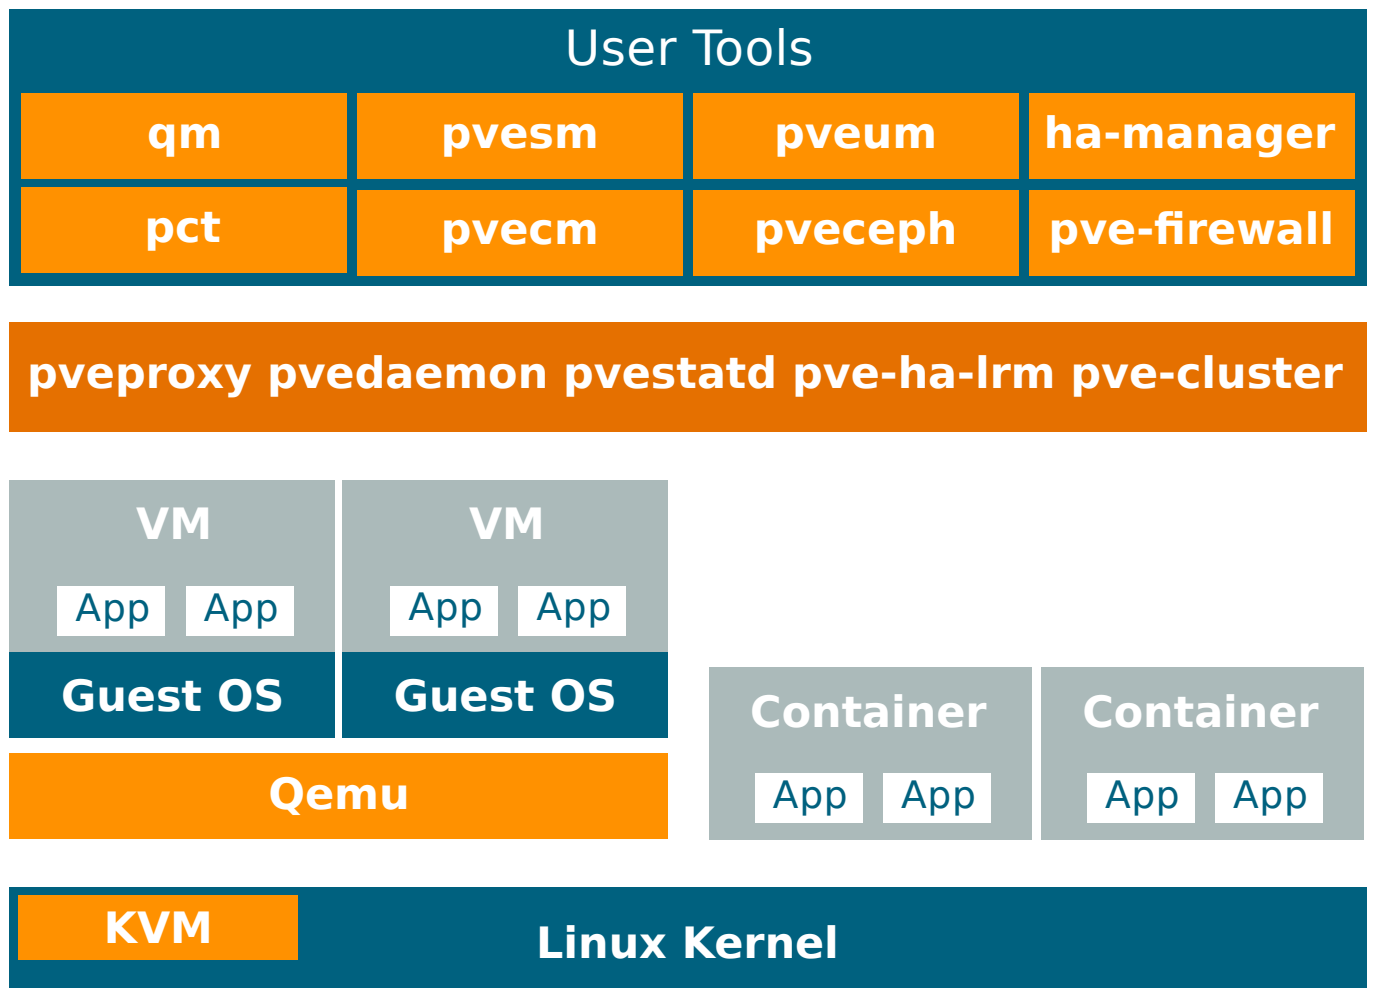 User Tools
qm pvesm pveum ha-manager
pct pvecm pveceph pve-firewall
pveproxy pvedaemon pvestatd pve-ha-lrm pve-cluster
VM VM
App App App App
Guest OS Guest OS
Container Container
Qemu
App App App App
KVM
Linux Kernel